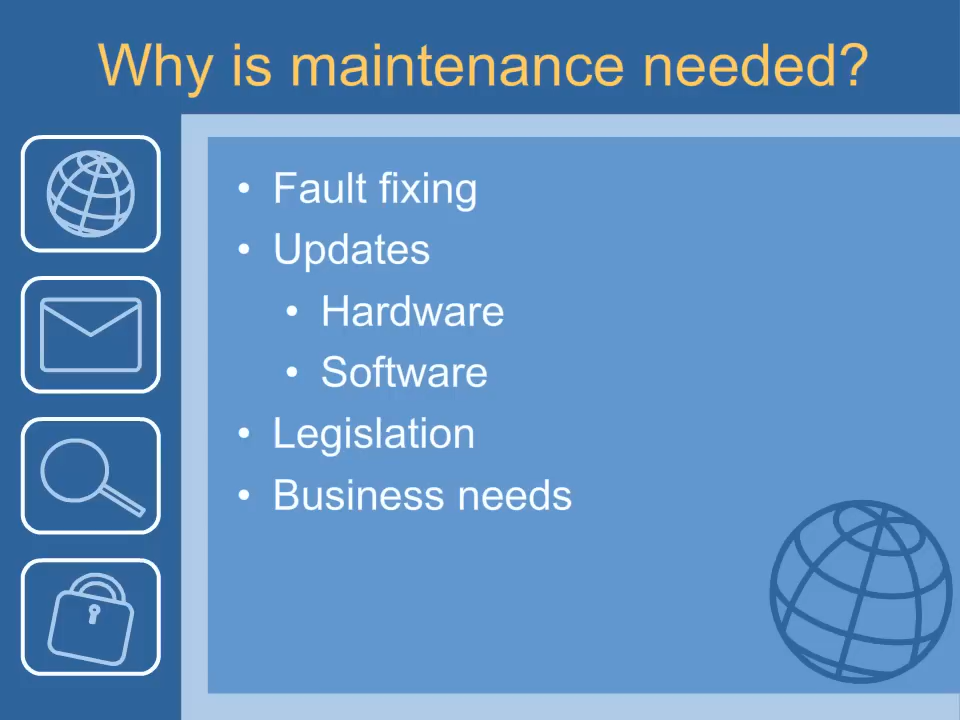 Why is maintenance needed?
• Fault fixing
• Updates
• Hardware
• Software
• Legislation
• Business needs